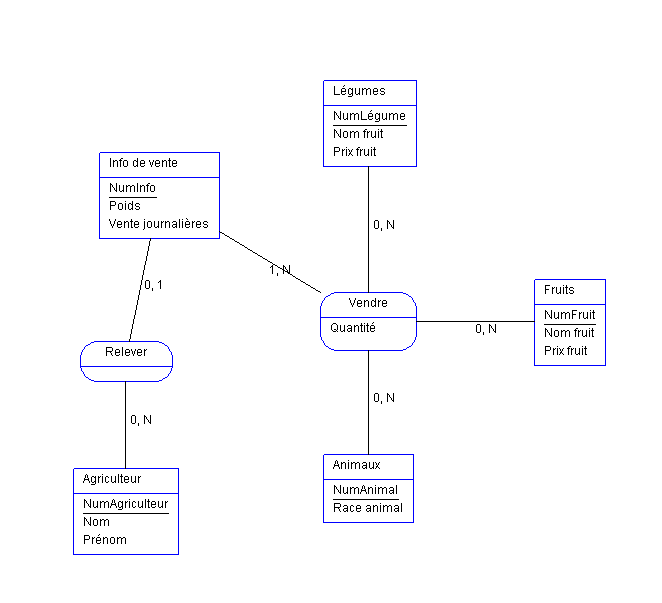 Légumes
NumLégume
Nom fruit
Prix fruit
Info de vente
NumInfo
Poids
Vente journalières
0, N
1, N
Fruits
NumFruit
Nom fruit
Prix fruit
0, 1
Vendre
Quantité
0, N
Relever
0, N
0, N
Animaux
NumAnimal
Race animal
Agriculteur
NumAgriculteur
Nom
Prénom